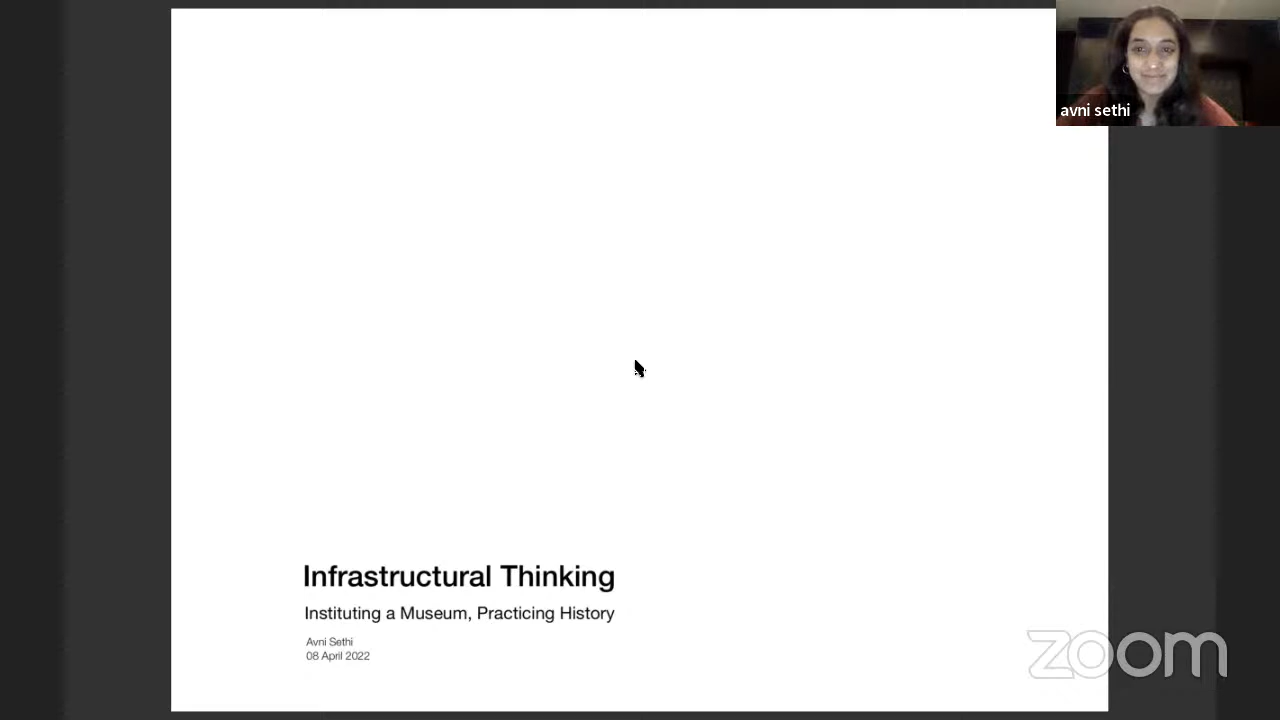 avni sethi
Infrastructural Thinking
Instituting a Museum, Practicing History
Avni Sethi
08 April 2022
zoom